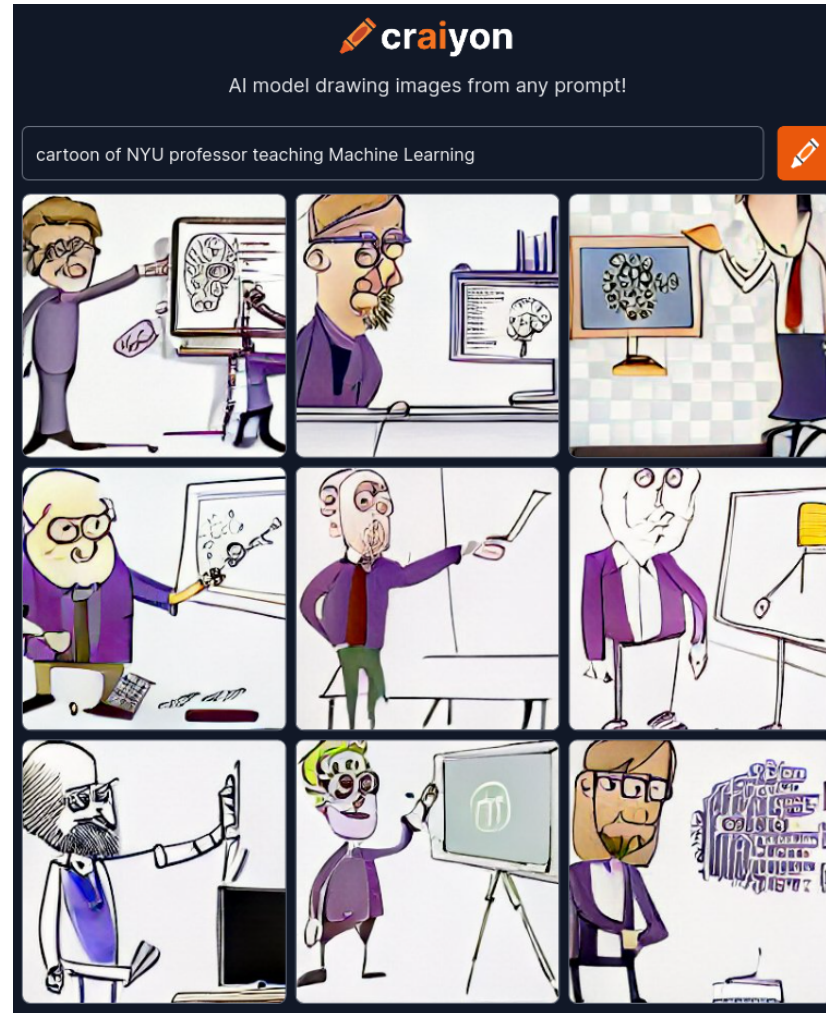 craiyon
AI model drawing images from any prompt!
cartoon of NYU professor teaching Machine Learning